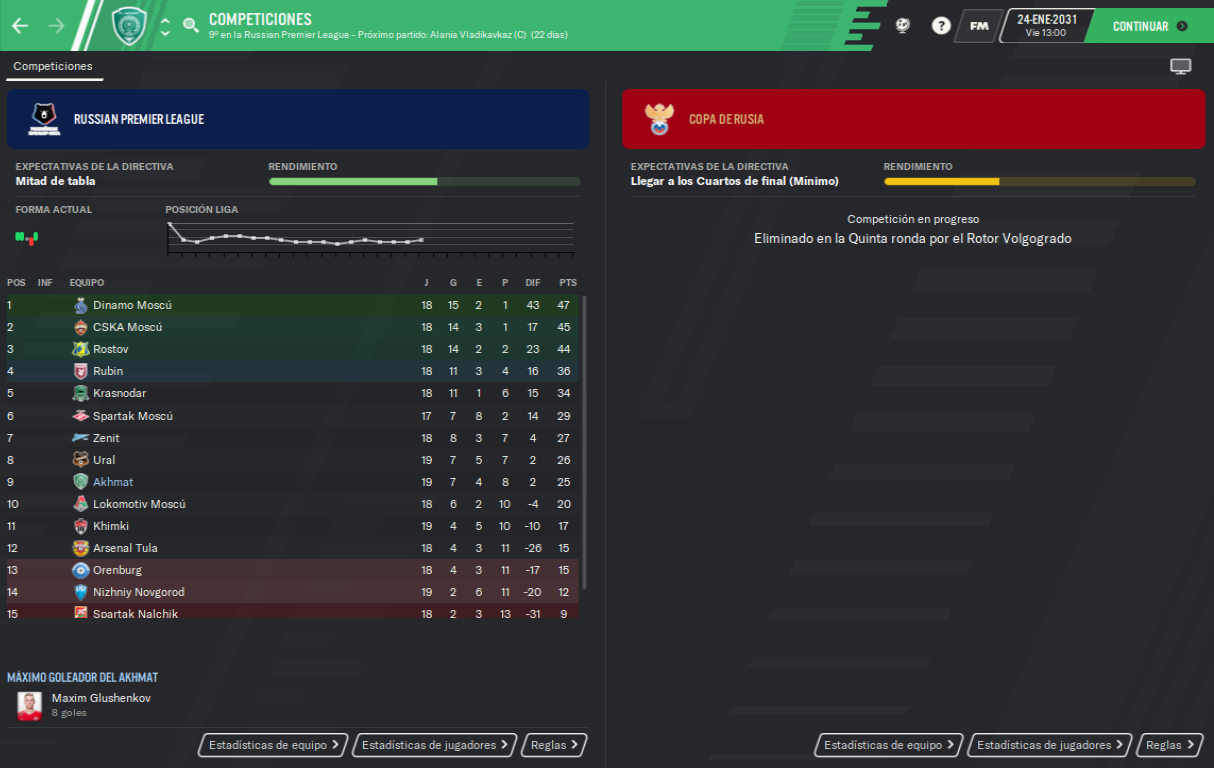 COMPETICIONES
9º en la Russian Premier League - Próximo partido: Alania Vladikavkaz (C) (22 días)
?
FM
24-ENE-2031
Vie 13:00
CONTINUAR
Competiciones
RUSSIAN PREMIER LEAGUE
EXPECTATIVAS DE LA DIRECTIVA
Mitad de tabla
RENDIMIENTO
FORMA ACTUAL
POSICIÓN LIGA
POS INF EQUIPO J G E P DIF PTS
1 Dinamo Moscú 18 15 2 1 43 47
2 CSKA Moscú 18 14 3 1 17 45
3 Rostov 18 14 2 2 23 44
4 Rubin 18 11 3 4 16 36
5 Krasnodar 18 11 1 6 15 34
6 Spartak Moscú 17 7 8 2 14 29
7 Zenit 18 8 3 7 4 27
8 Ural 19 7 5 7 2 26
9 Akhmat 19 7 4 8 2 25
10 Lokomotiv Moscú 18 6 2 10 -4 20
11 Khimki 19 4 5 10 -10 17
12 Arsenal Tula 18 4 3 11 -26 15
13 Orenburg 18 4 3 11 -17 15
14 Nizhniy Novgorod 19 2 6 11 -20 12
15 Spartak Nalchik 18 2 3 13 -31 9
MÁXIMO GOLEADOR DEL AKHMAT
Maxim Glushenkov
8 goles
Estadísticas de equipo
Estadísticas de jugadores
Reglas
COPA DE RUSIA
EXPECTATIVAS DE LA DIRECTIVA
Llegar a los Cuartos de final (Mínimo)
RENDIMIENTO
Competición en progreso
Eliminado en la Quinta ronda por el Rotor Volgogrado
Estadísticas de equipo
Estadísticas de jugadores
Reglas